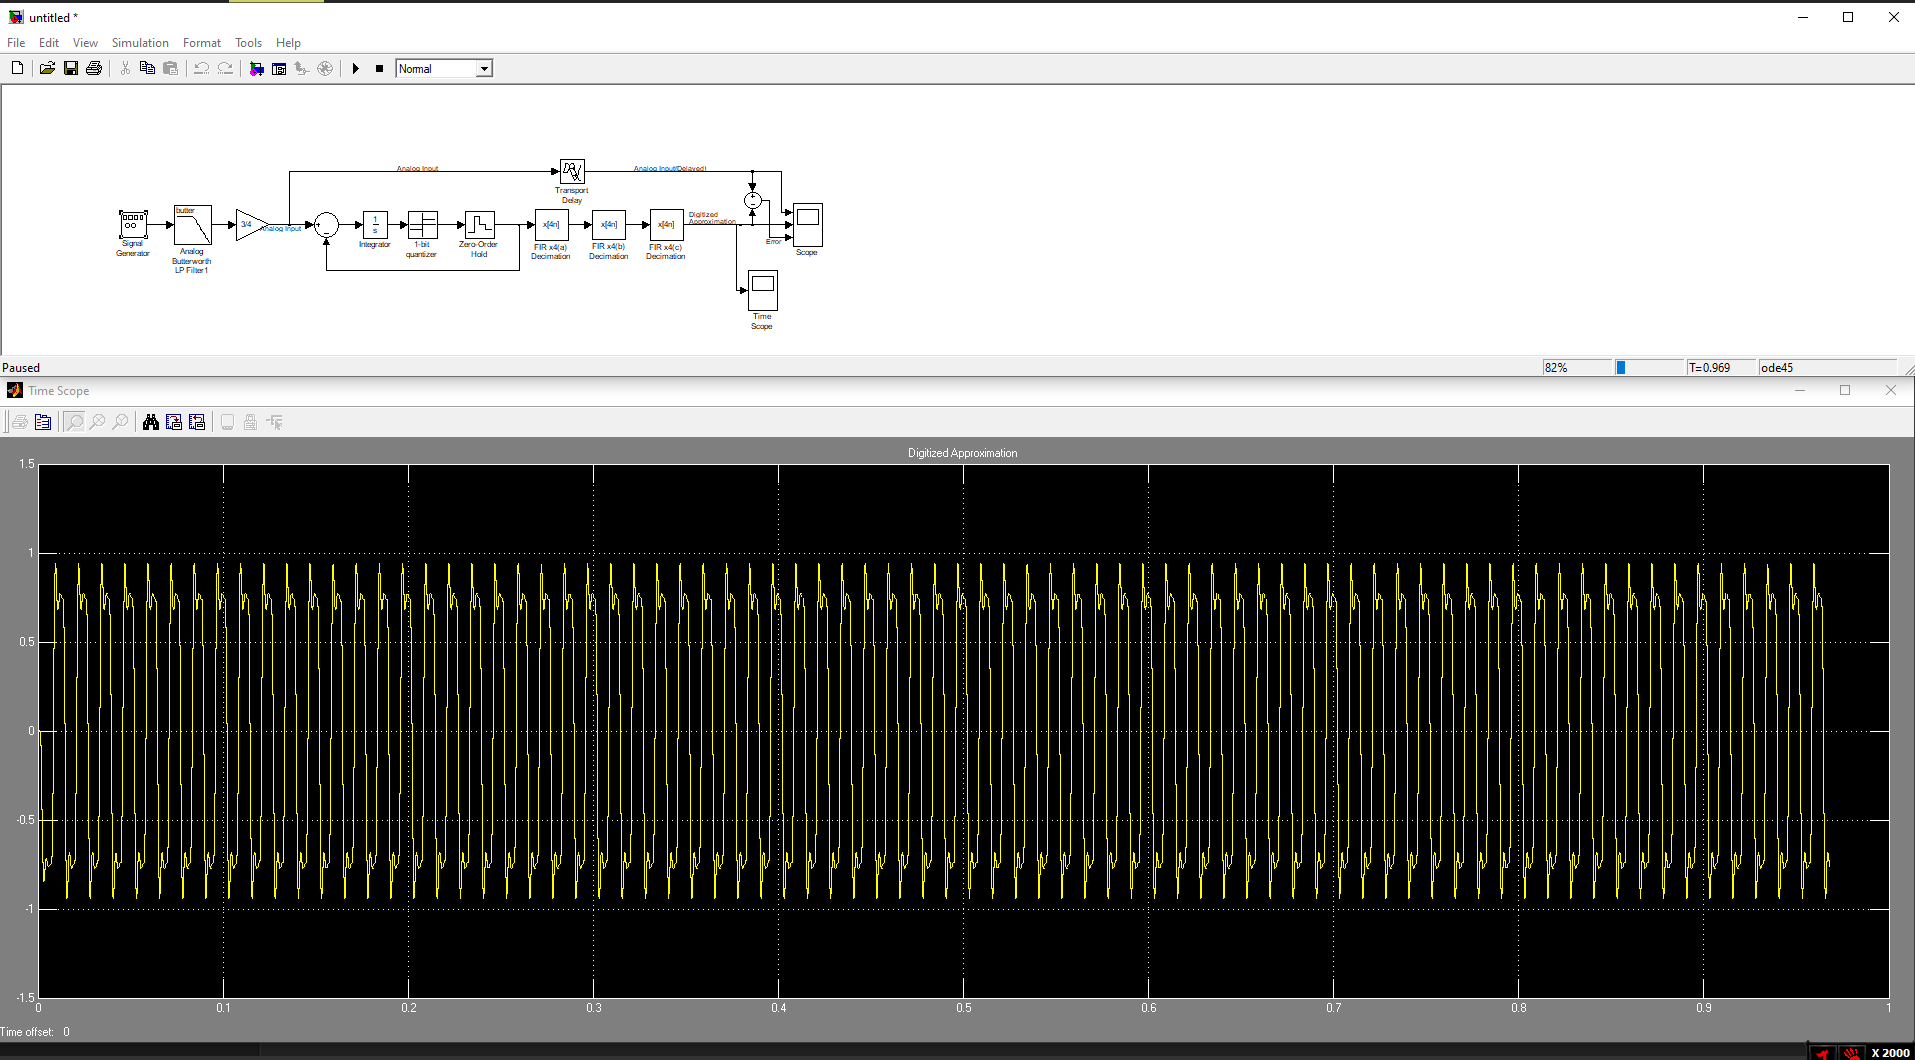 untitled *
File Edit View Simulation Format Tools Help
Normal
Analog Input
Analog Input(Delayed)
Transport
Delay
butter
3/4
Analog Input
1
s
x[4n]
x[4n]
x[4n]
Digitized
Approximation
Error
Signal
Generator
Analog
Butterworth
LP Filter1
Integrator
1-bit
quantizer
Zero-Order
Hold
FIR x4(a)
Decimation
FIR x4(b)
Decimation
FIR x4(c)
Decimation
Scope
Time
Scope
Paused
82%
T=0.969
ode45
Time Scope
Digitized Approximation
1.5
1
0.5
0
-0.5
-1
-1.5
0 0.1 0.2 0.3 0.4 0.5 0.6 0.7 0.8 0.9 1
Time offset: 0
X 2000